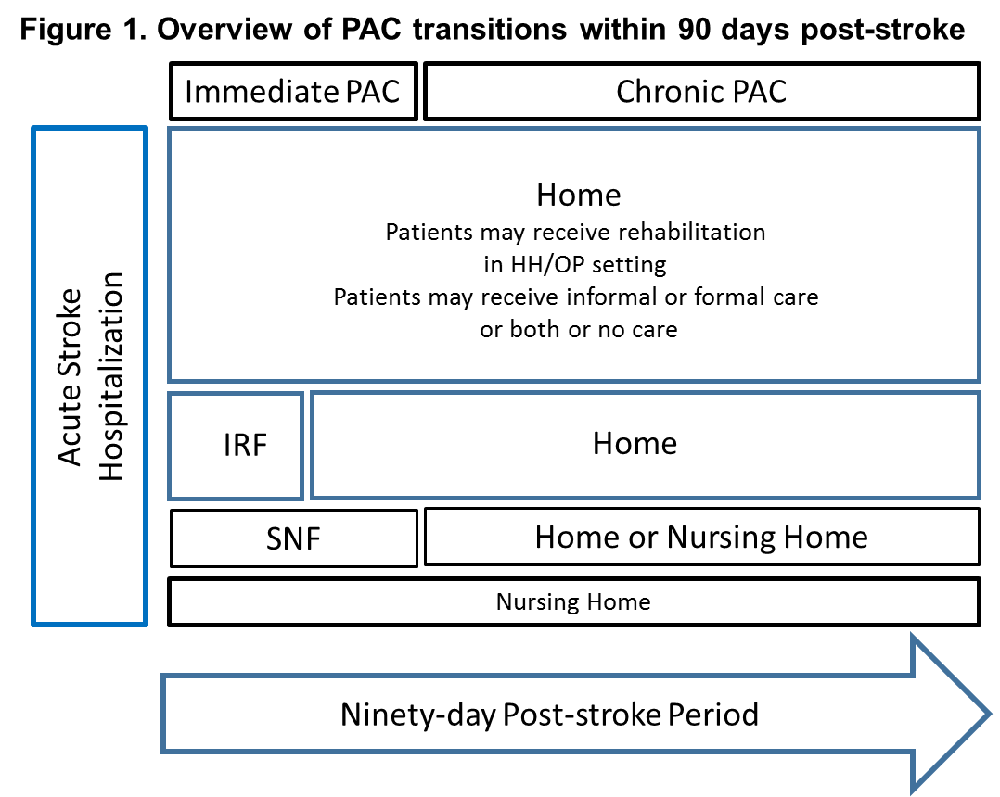 Figure 1. Overview of PAC transitions within 90 days post-stroke
Immediate PAC
Chronic PAC
Acute Stroke
Hospitalization
Home
Patients may receive rehabilitation
in HH/OP setting
Patients may receive informal or formal care
or both or no care
IRF
Home
SNF
Home or Nursing Home
Nursing Home
Ninety-day Post-stroke Period